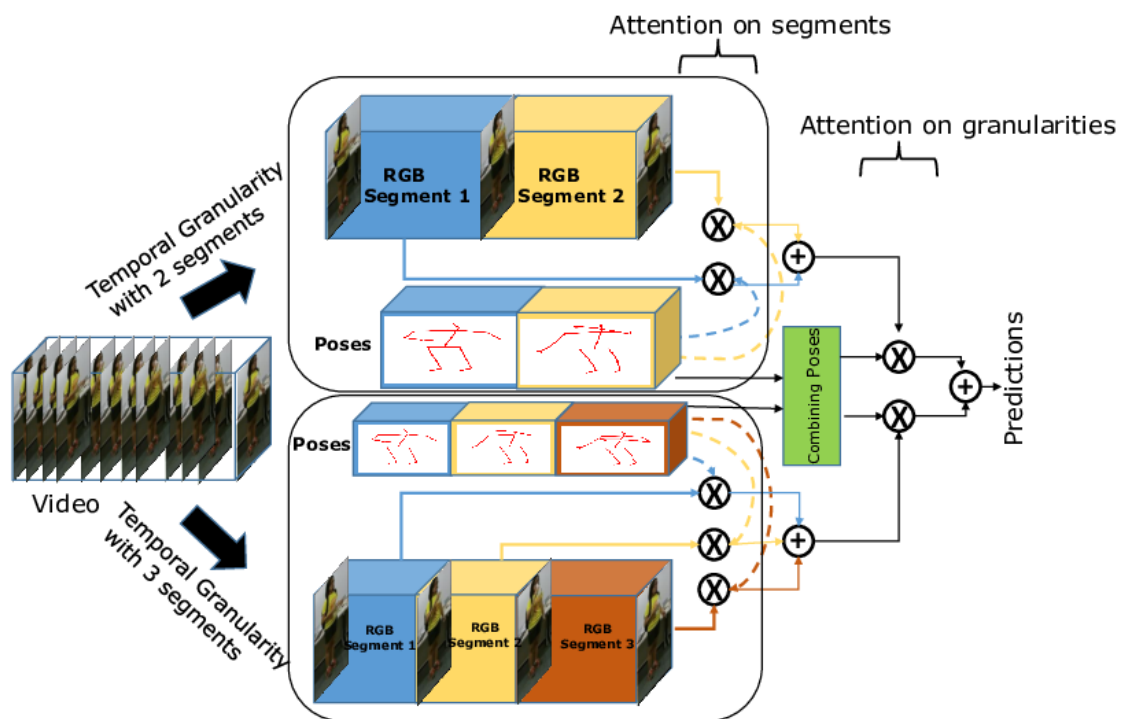 Attention on segments
Attention on granularities
Temporal Granularity
with 2 segments
RGB
Segment 1
RGB
Segment 2
X
X
+
Poses
Combining Poses
X
X
+
Predictions
Video
Poses
Temporal Granularity
with 3 segments
X
X
X
+
RGB
Segment 1
RGB
Segment 2
RGB
Segment 3